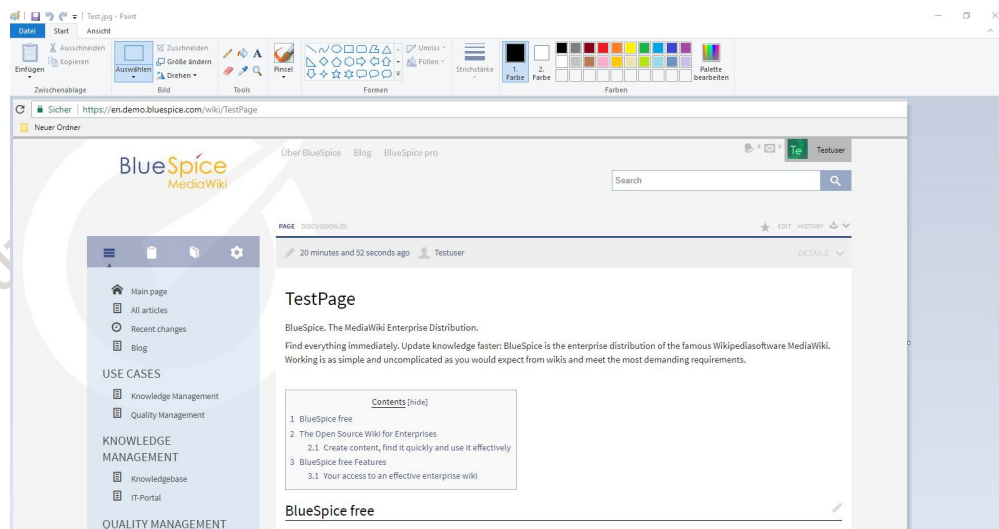 Test.jpg - Paint
Datei Start Ansicht
Einfügen
Ausschneiden
Kopieren
Zwischenablage
Auswählen
Zuschneiden
Größe ändern
Drehen
Bild
A
Tools
Pinsel
Umriss
Füllen
Formen
Strichstärke
1. Farbe
2. Farbe
Palette bearbeiten
Farben
Sicher | https://en.demo.bluespice.com/wiki/TestPage
Neuer Ordner
BlueSpice
MediaWiki
Über BlueSpice Blog BlueSpice pro
0 0 Te Testuser
Search
PAGE DISCUSSION (0) EDIT HISTORY
20 minutes and 52 seconds ago Testuser DETAILS
Main page
All articles
Recent changes
Blog
USE CASES
Knowledge Management
Quality Management
KNOWLEDGE
MANAGEMENT
Knowledgebase
IT-Portal
QUALITY MANAGEMENT
TestPage
BlueSpice. The MediaWiki Enterprise Distribution.
Find everything immediately. Update knowledge faster: BlueSpice is the enterprise distribution of the famous Wikipediasoftware MediaWiki.
Working is as simple and uncomplicated as you would expect from wikis and meet the most demanding requirements.
Contents [hide]
1 BlueSpice free
2 The Open Source Wiki for Enterprises
2.1 Create content, find it quickly and use it effectively
3 BlueSpice free Features
3.1 Your access to an effective enterprise wiki
BlueSpice free